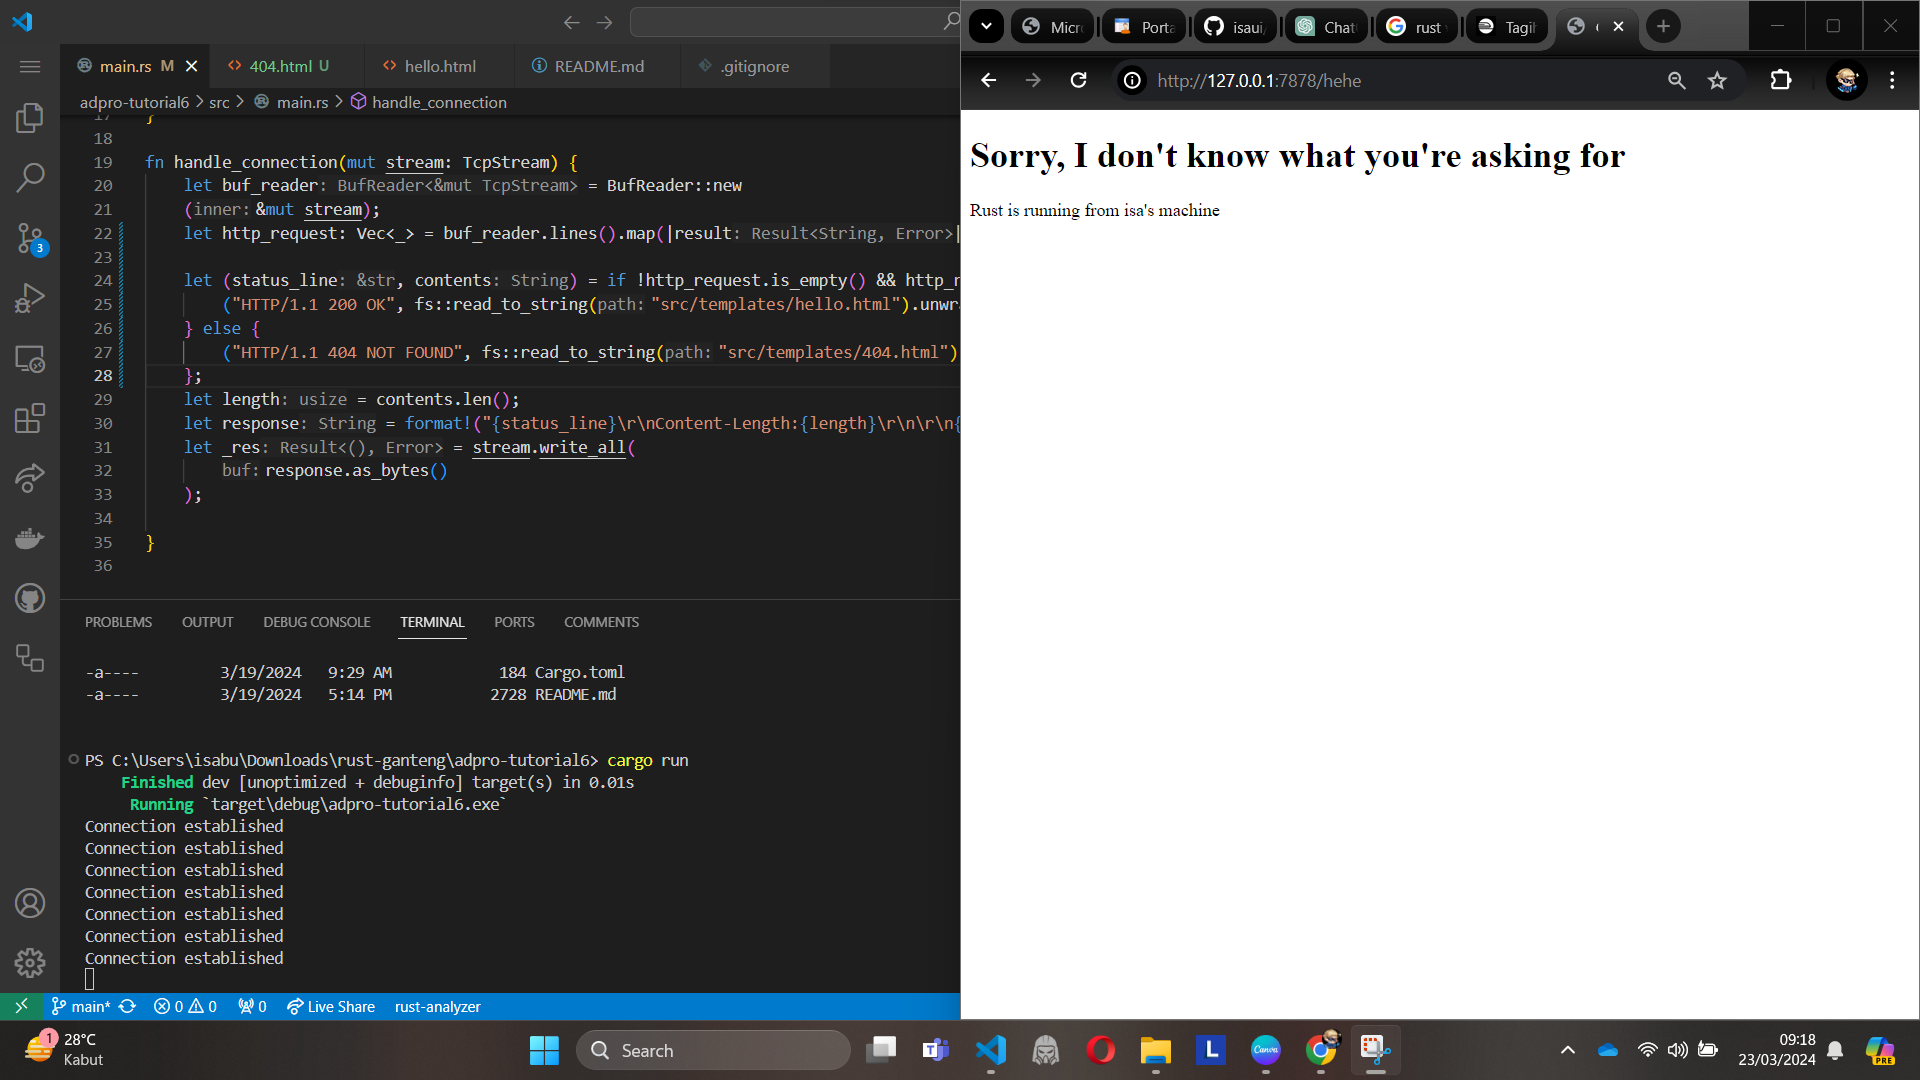 main.rs M
404.html U
hello.html
README.md
.gitignore
adpro-tutorial6 > src > main.rs > handle_connection
17 }
18
19 fn handle_connection(mut stream: TcpStream) {
20 let buf_reader: BufReader<&mut TcpStream> = BufReader::new
21 (inner: &mut stream);
22 let http_request: Vec<_> = buf_reader.lines().map(|result: Result<String, Error>|
23
24 let (status_line: &str, contents: String) = if !http_request.is_empty() && http_r
25 ("HTTP/1.1 200 OK", fs::read_to_string(path: "src/templates/hello.html").unwr
26 } else {
27 ("HTTP/1.1 404 NOT FOUND", fs::read_to_string(path: "src/templates/404.html")
28 };
29 let length: usize = contents.len();
30 let response: String = format!("{status_line}\r\nContent-Length:{length}\r\n\r\n{
31 let _res: Result<(), Error> = stream.write_all(
32 buf: response.as_bytes()
33 );
34
35 }
36
PROBLEMS OUTPUT DEBUG CONSOLE TERMINAL PORTS COMMENTS
-a---- 3/19/2024 9:29 AM 184 Cargo.toml
-a---- 3/19/2024 5:14 PM 2728 README.md
PS C:\Users\isabu\Downloads\rust-ganteng\adpro-tutorial6> cargo run
Finished dev [unoptimized + debuginfo] target(s) in 0.01s
Running `target\debug\adpro-tutorial6.exe`
Connection established
Connection established
Connection established
Connection established
Connection established
Connection established
Connection established
3
main* 0 0 0 Live Share rust-analyzer
Micro Porta isaui Chat rust Tagih
http://127.0.0.1:7878/hehe
Sorry, I don't know what you're asking for
Rust is running from isa's machine
1
28°C
Kabut
Search
T
L
Canva
PRE
09:18
23/03/2024